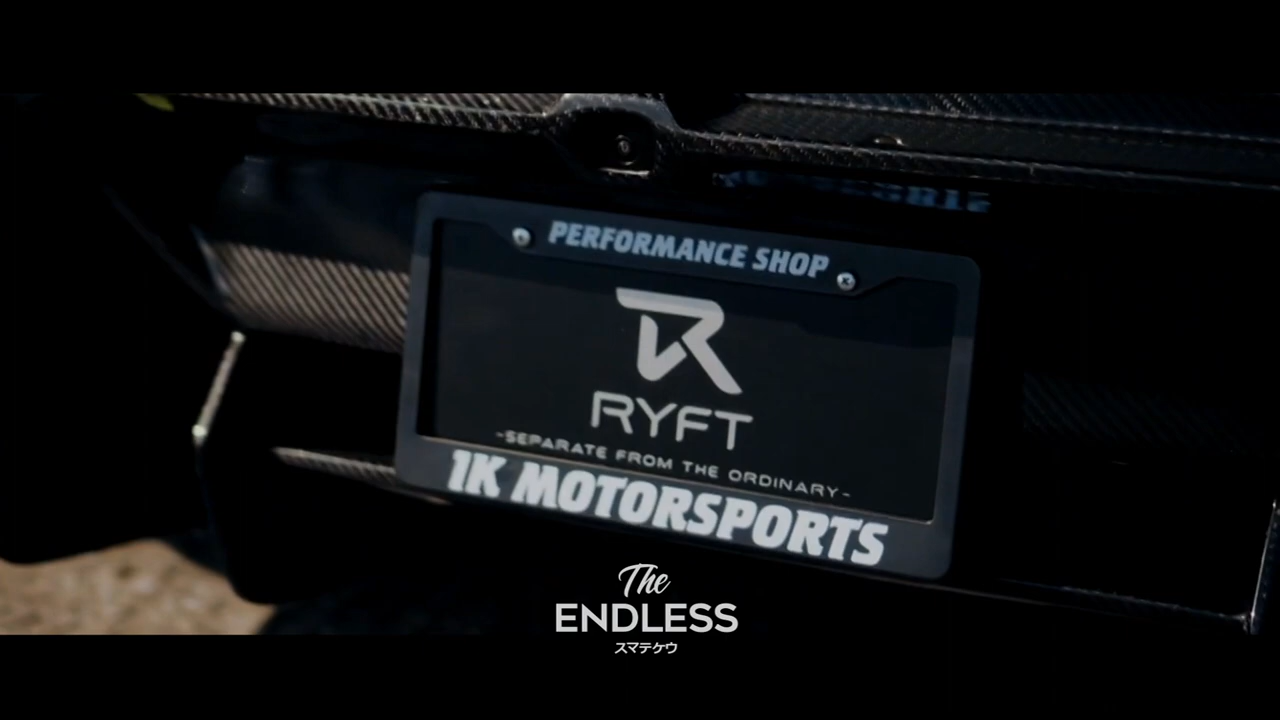 PERFORMANCE SHOP
RYFT
-SEPARATE FROM THE ORDINARY-
1K MOTORSPORTS
The
ENDLESS
スマテケウ